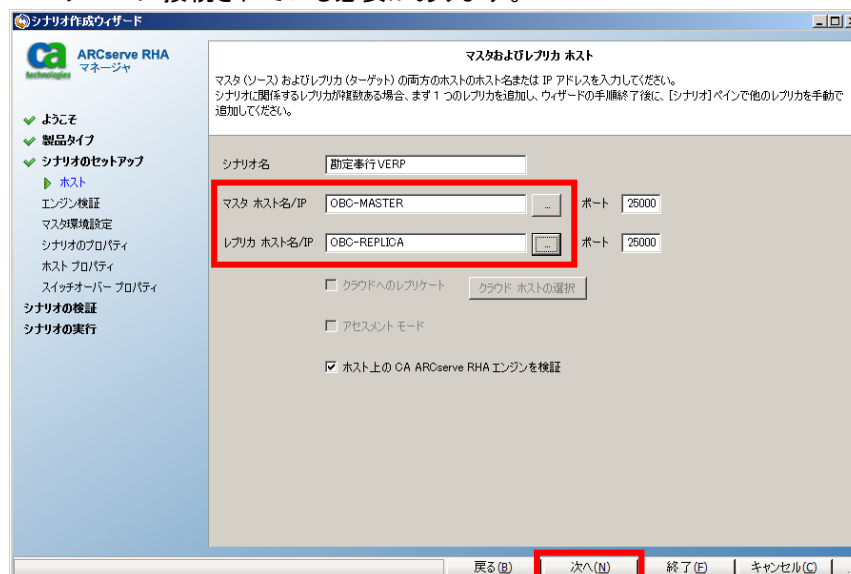 シナリオ作成ウィザード
ca
technologies
ARCserve RHA
マネージャ
ようこそ
製品タイプ
シナリオのセットアップ
ホスト
エンジン検証
マスタ環境設定
シナリオのプロパティ
ホスト プロパティ
スイッチオーバー プロパティ
シナリオの検証
シナリオの実行
マスタおよびレプリカ ホスト
マスタ (ソース) およびレプリカ (ターゲット) の両方のホストのホスト名または IP アドレスを入力してください。
シナリオに関係するレプリカが複数ある場合、まず 1 つのレプリカを追加し、ウィザードの手順終了後に、[シナリオ] ペインで他のレプリカを手動で
追加してください。
シナリオ名 勘定奉行VERP
マスタ ホスト名/IP OBC-MASTER ... ポート 25000
レプリカ ホスト名/IP OBC-REPLICA ... ポート 25000
クラウドへのレプリケート クラウド ホストの選択
アセスメント モード
ホスト上の CA ARCserve RHA エンジンを検証
戻る(B) 次へ(N) 終了(F) キャンセル(C)